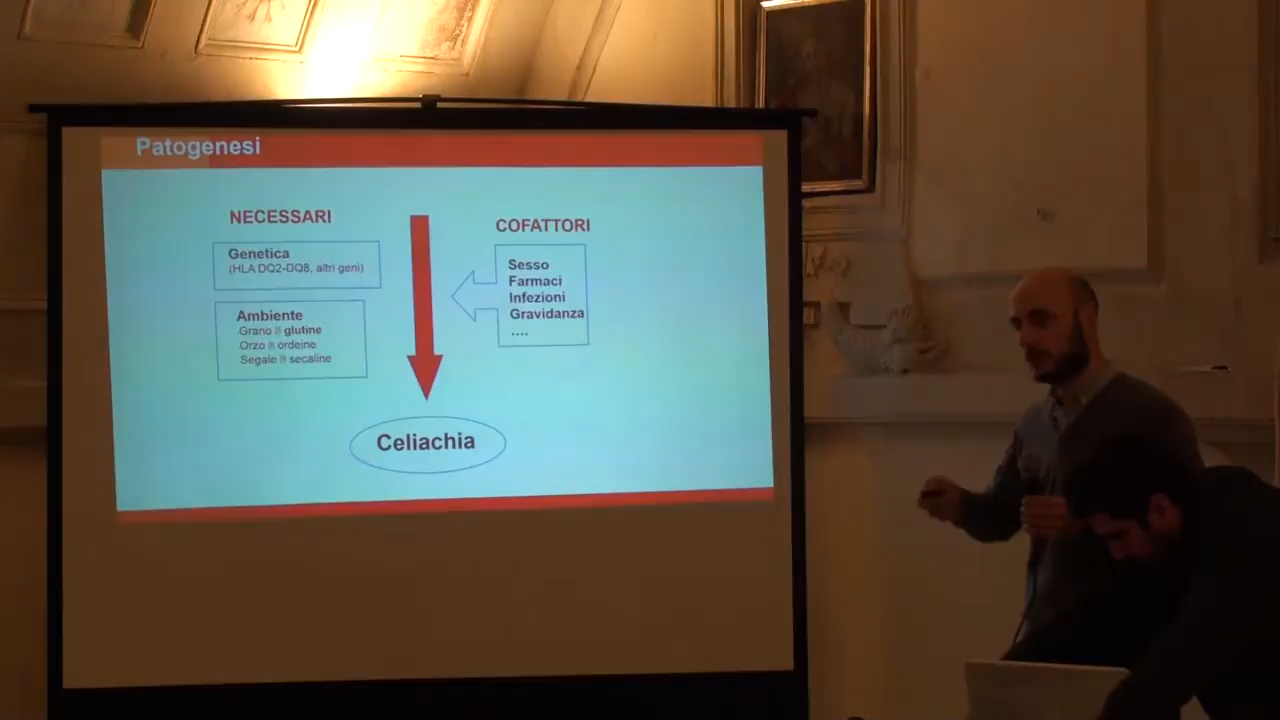 Patogenesi
NECESSARI
Genetica
(HLA DQ2-DQ8, altri geni)
Ambiente
Grano glutine
Orzo ordeine
Segale secaline
COFATTORI
Sesso
Farmaci
Infezioni
Gravidanza
....
Celiachia